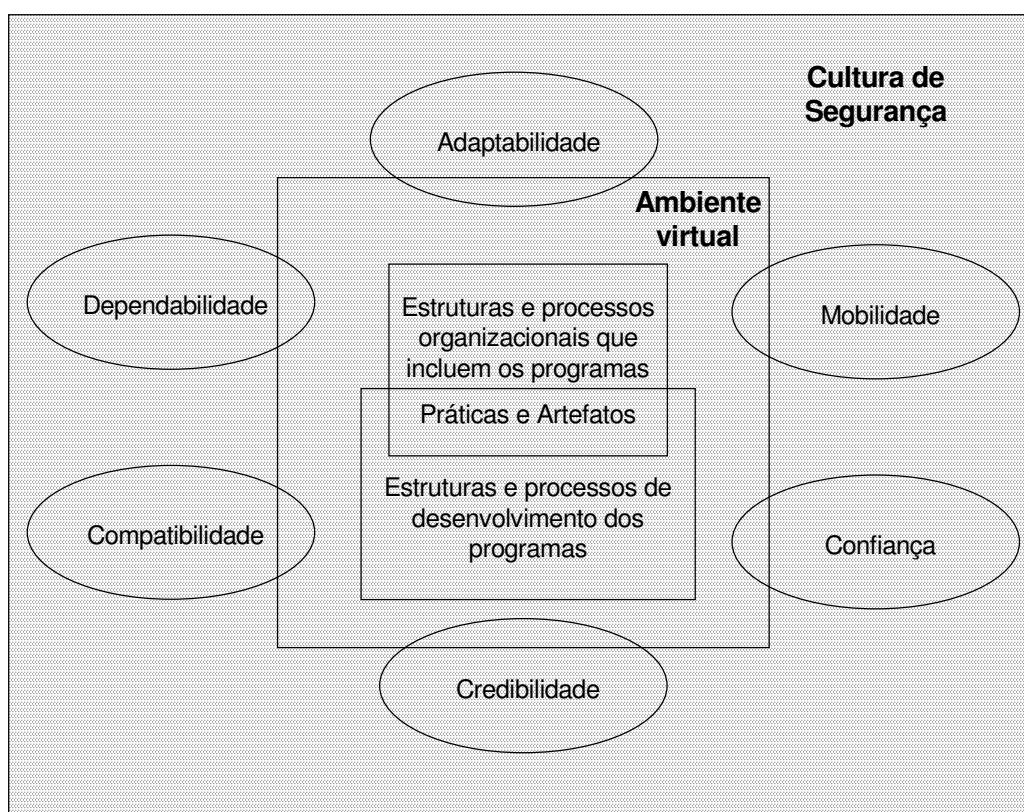 Cultura de
Segurança
Adaptabilidade
Ambiente
virtual
Dependabilidade
Estruturas e processos
organizacionais que
incluem os programas
Mobilidade
Práticas e Artefatos
Estruturas e processos de
desenvolvimento dos
programas
Compatibilidade
Confiança
Credibilidade